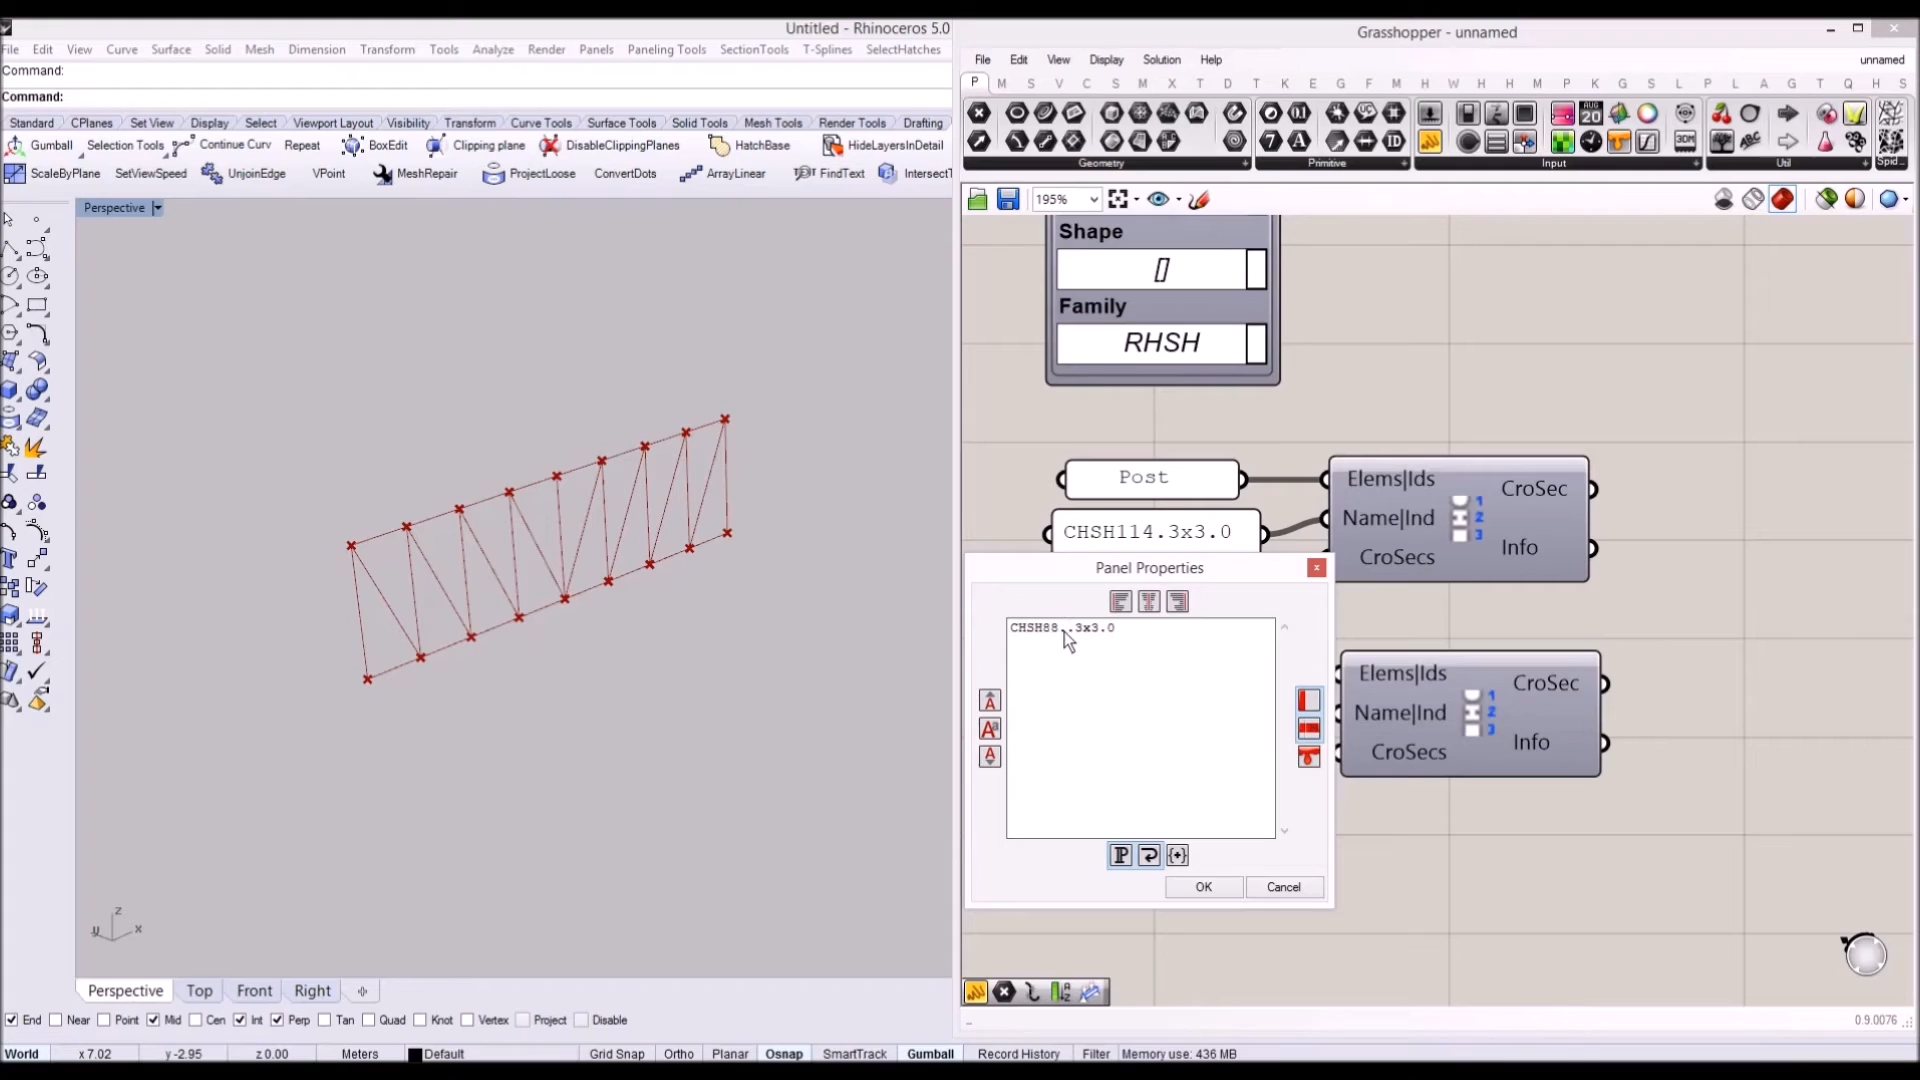 Untitled - Rhinoceros 5.0
File Edit View Curve Surface Solid Mesh Dimension Transform Tools Analyze Render Panels Paneling Tools SectionTools T-Splines SelectHatches
Command:
Command:
Standard CPlanes Set View Display Select Viewport Layout Visibility Transform Curve Tools Surface Tools Solid Tools Mesh Tools Render Tools Drafting
Gumball Selection Tools Continue Curv Repeat BoxEdit Clipping plane DisableClippingPlanes HatchBase HideLayersInDetail
ScaleByPlane SetViewSpeed UnjoinEdge VPoint MeshRepair ProjectLoose ConvertDots ArrayLinear FindText IntersectT
Perspective
z
y x
Perspective Top Front Right
End Near Point Mid Cen Int Perp Tan Quad Knot Vertex Project Disable
World x 7.02 y -2.95 z 0.00 Meters Default Grid Snap Ortho Planar Osnap SmartTrack Gumball Record History Filter Memory use: 436 MB
Grasshopper - unnamed
File Edit View Display Solution Help unnamed
P M S V C S M X T D T K E G F M H W H H M P K G S L P L A G T Q H S
Geometry Primitive Input Util Spid...
195%
Shape
[]
Family
RHSH
Post
CHSH114.3x3.0
Elems|Ids
Name|Ind
CroSecs
1
2
3
CroSec
Info
Panel Properties
CHSH88..3x3.0
OK Cancel
Elems|Ids
Name|Ind
CroSecs
1
2
3
CroSec
Info
0.9.0076